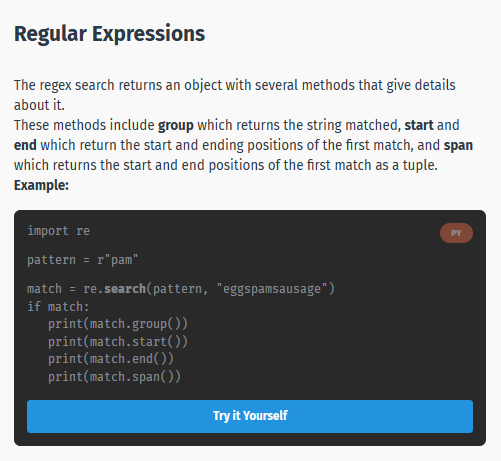 Regular Expressions
The regex search returns an object with several methods that give details
about it.
These methods include group which returns the string matched, start and
end which return the start and ending positions of the first match, and span
which returns the start and end positions of the first match as a tuple.
Example:
PY
import re
pattern = r"pam"
match = re.search(pattern, "eggspamsausage")
if match:
   print(match.group())
   print(match.start())
   print(match.end())
   print(match.span())
Try it Yourself